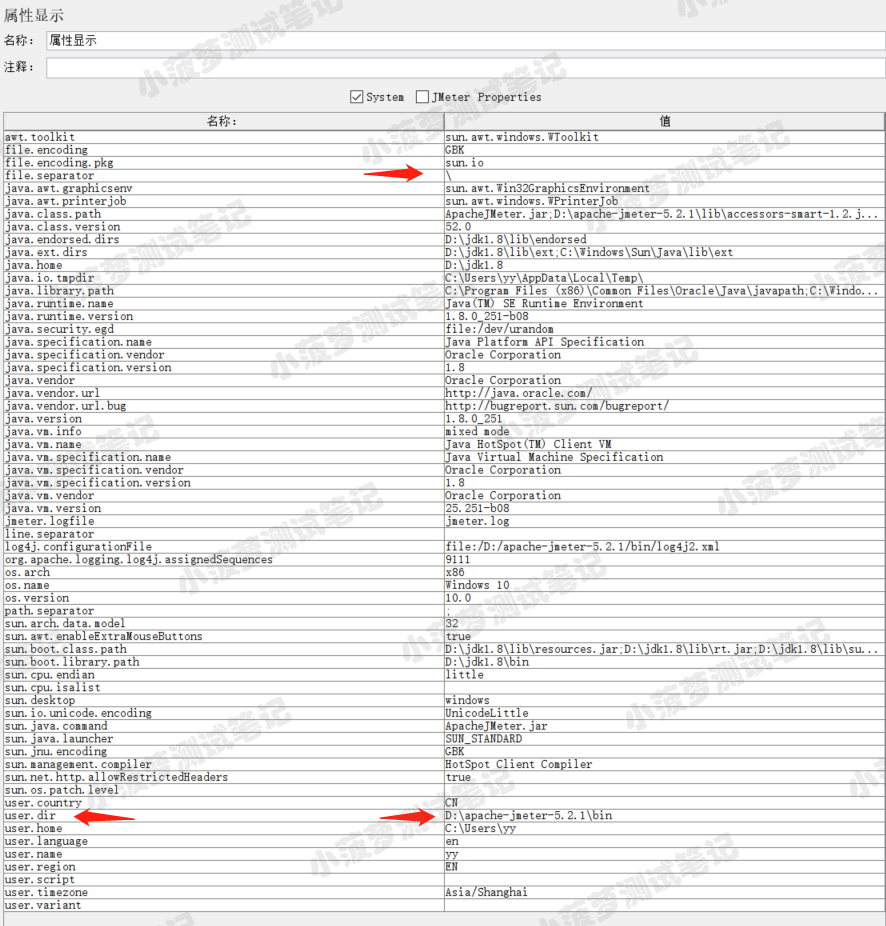 属性显示
名称： 属性显示
注释：
System JMeter Properties
名称： 值
awt.toolkit sun.awt.windows.WToolkit
file.encoding GBK
file.encoding.pkg sun.io
file.separator \
java.awt.graphicsenv sun.awt.Win32GraphicsEnvironment
java.awt.printerjob sun.awt.windows.WPrinterJob
java.class.path ApacheJMeter.jar;D:\apache-jmeter-5.2.1\lib\accessors-smart-1.2.j...
java.class.version 52.0
java.endorsed.dirs D:\jdk1.8\lib\endorsed
java.ext.dirs D:\jdk1.8\lib\ext;C:\Windows\Sun\Java\lib\ext
java.home D:\jdk1.8
java.io.tmpdir C:\Users\yy\AppData\Local\Temp\
java.library.path C:\Program Files (x86)\Common Files\Oracle\Java\javapath;C:\Windo...
java.runtime.name Java(TM) SE Runtime Environment
java.runtime.version 1.8.0_251-b08
java.security.egd file:/dev/urandom
java.specification.name Java Platform API Specification
java.specification.vendor Oracle Corporation
java.specification.version 1.8
java.vendor Oracle Corporation
java.vendor.url http://java.oracle.com/
java.vendor.url.bug http://bugreport.sun.com/bugreport/
java.version 1.8.0_251
java.vm.info mixed mode
java.vm.name Java HotSpot(TM) Client VM
java.vm.specification.name Java Virtual Machine Specification
java.vm.specification.vendor Oracle Corporation
java.vm.specification.version 1.8
java.vm.vendor Oracle Corporation
java.vm.version 25.251-b08
jmeter.logfile jmeter.log
line.separator
log4j.configurationFile file:/D:/apache-jmeter-5.2.1/bin/log4j2.xml
org.apache.logging.log4j.assignedSequences 9111
os.arch x86
os.name Windows 10
os.version 10.0
path.separator ;
sun.arch.data.model 32
sun.awt.enableExtraMouseButtons true
sun.boot.class.path D:\jdk1.8\lib\resources.jar;D:\jdk1.8\lib\rt.jar;D:\jdk1.8\lib\su...
sun.boot.library.path D:\jdk1.8\bin
sun.cpu.endian little
sun.cpu.isalist
sun.desktop windows
sun.io.unicode.encoding UnicodeLittle
sun.java.command ApacheJMeter.jar
sun.java.launcher SUN_STANDARD
sun.jnu.encoding GBK
sun.management.compiler HotSpot Client Compiler
sun.net.http.allowRestrictedHeaders true
sun.os.patch.level
user.country CN
user.dir D:\apache-jmeter-5.2.1\bin
user.home C:\Users\yy
user.language en
user.name yy
user.region EN
user.script
user.timezone Asia/Shanghai
user.variant
小菠萝测试笔记